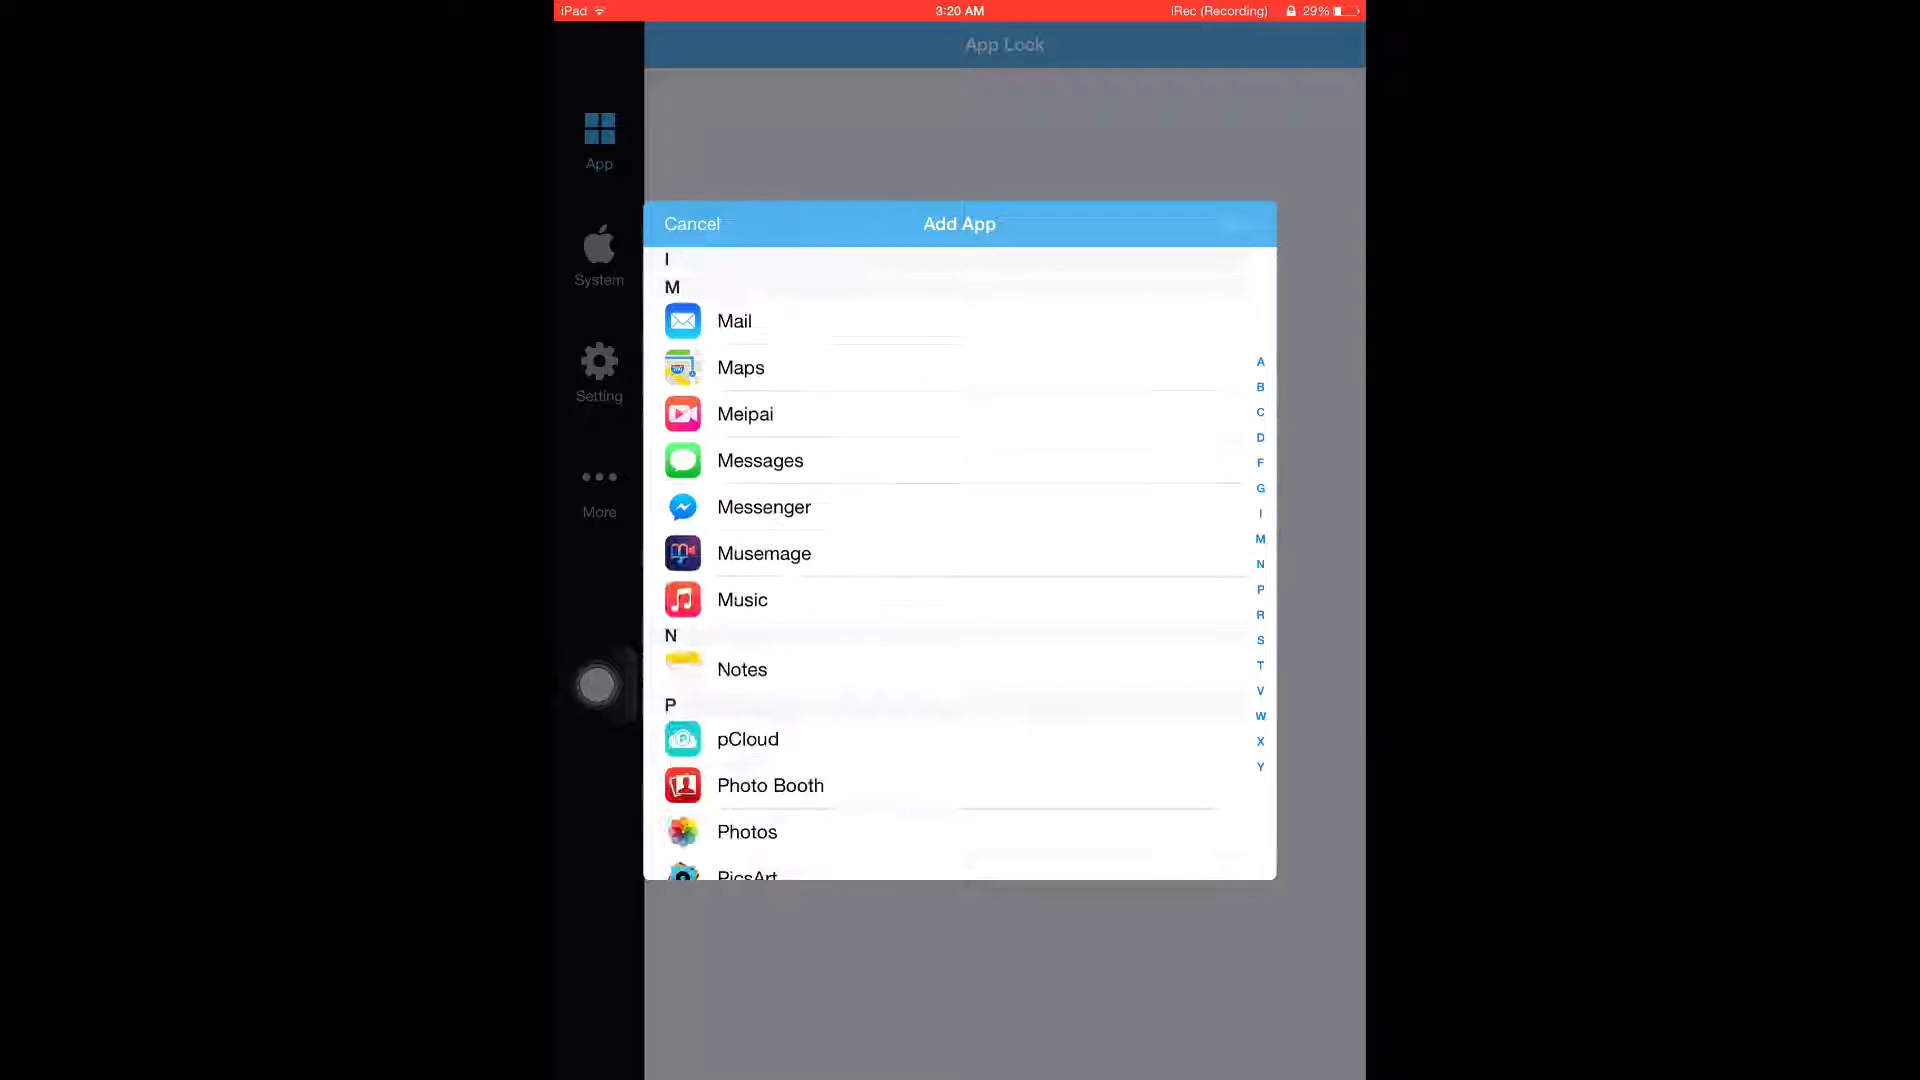 iPad
3:20 AM
iRec (Recording)
29%
App Lock
App
System
Setting
More
Cancel
Add App
I
M
Mail
Maps
Meipai
Messages
Messenger
Musemage
Music
N
Notes
P
pCloud
Photo Booth
Photos
PicsArt
A
B
C
D
F
G
I
M
N
P
R
S
T
V
W
X
Y